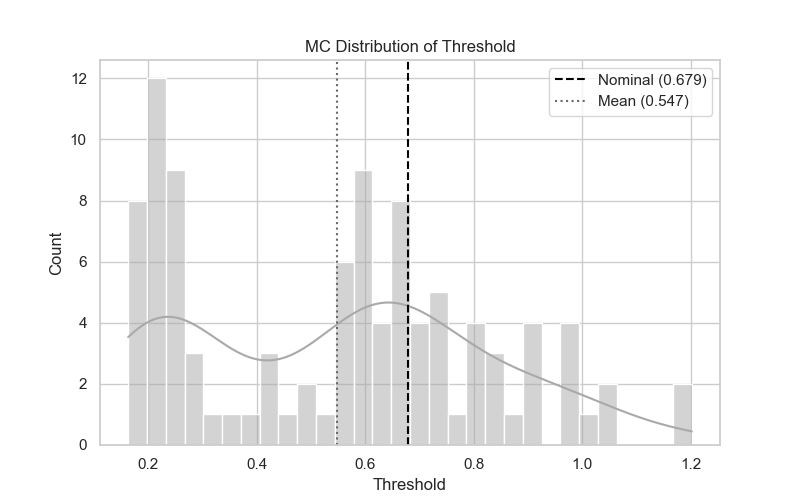 MC Distribution of Threshold
Nominal (0.679)
Mean (0.547)
Count
12
10
8
6
4
2
0
0.2 0.4 0.6 0.8 1.0 1.2
Threshold